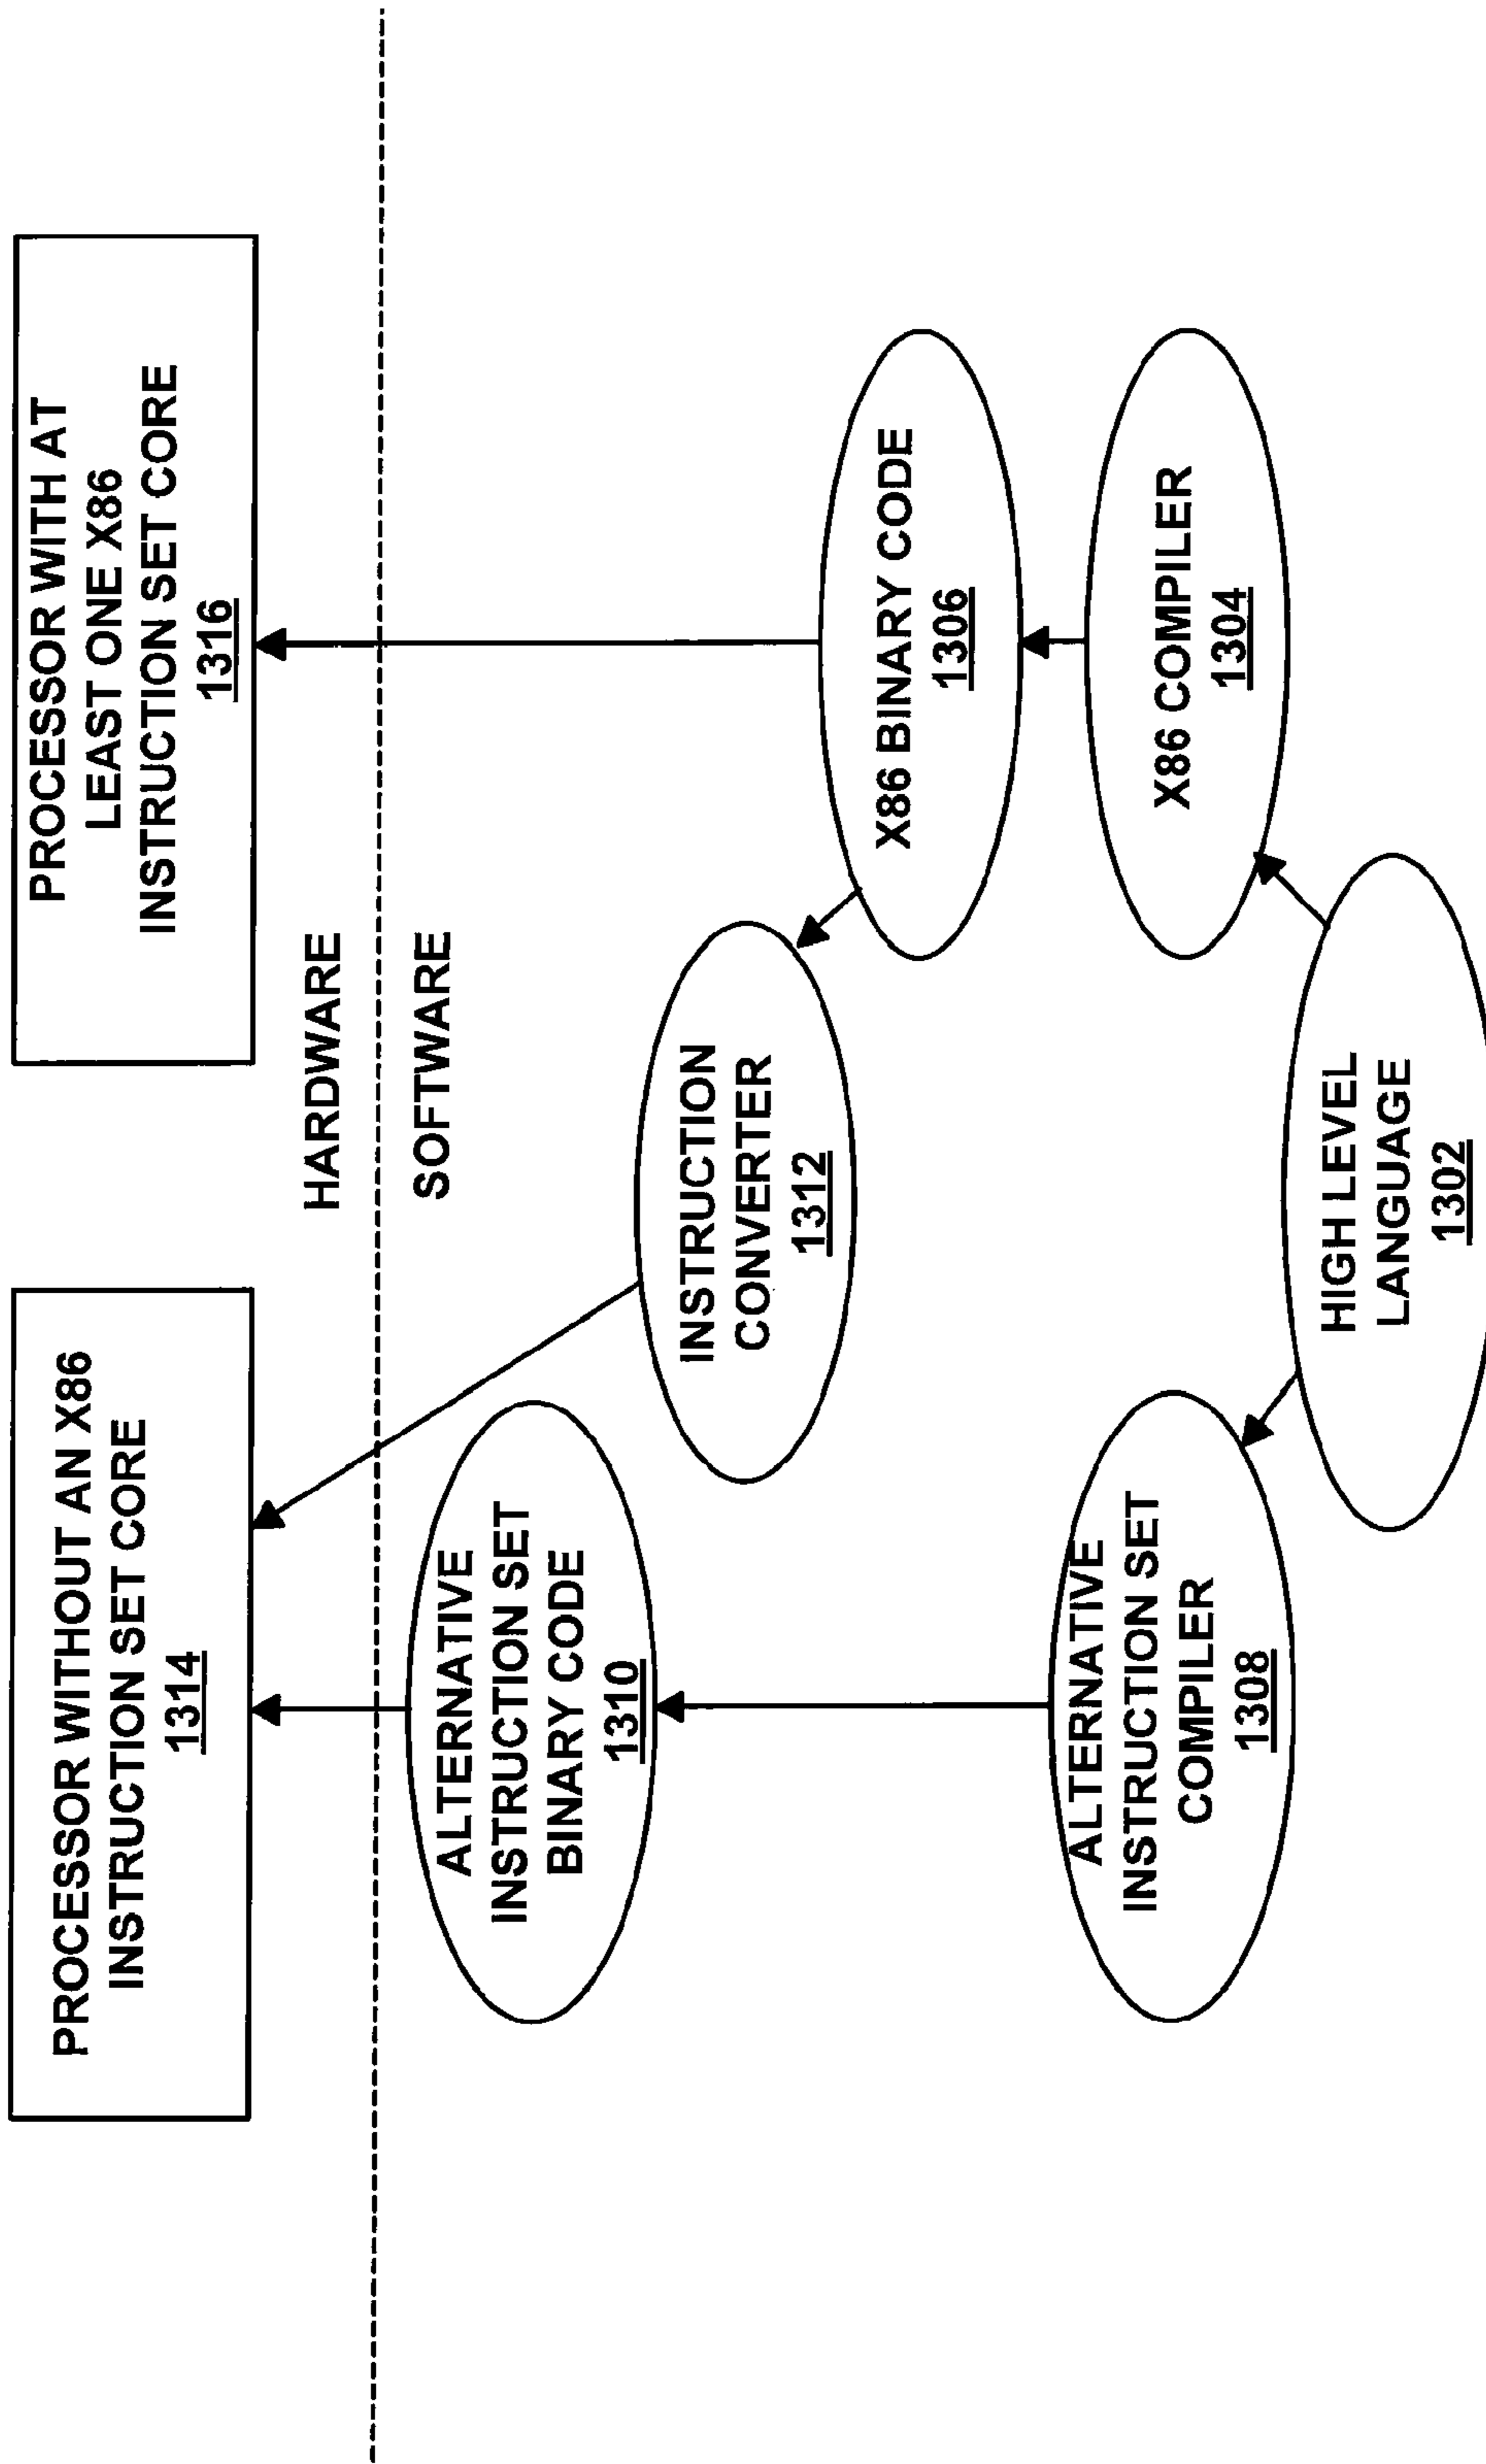 PROCESSOR WITHOUT AN X86
INSTRUCTION SET CORE
1314
PROCESSOR WITH AT
LEAST ONE X86
INSTRUCTION SET CORE
1316
HARDWARE
SOFTWARE
ALTERNATIVE
INSTRUCTION SET
BINARY CODE
1310
INSTRUCTION
CONVERTER
1312
X86 BINARY CODE
1306
ALTERNATIVE
INSTRUCTION SET
COMPILER
1308
X86 COMPILER
1304
HIGH LEVEL
LANGUAGE
1302